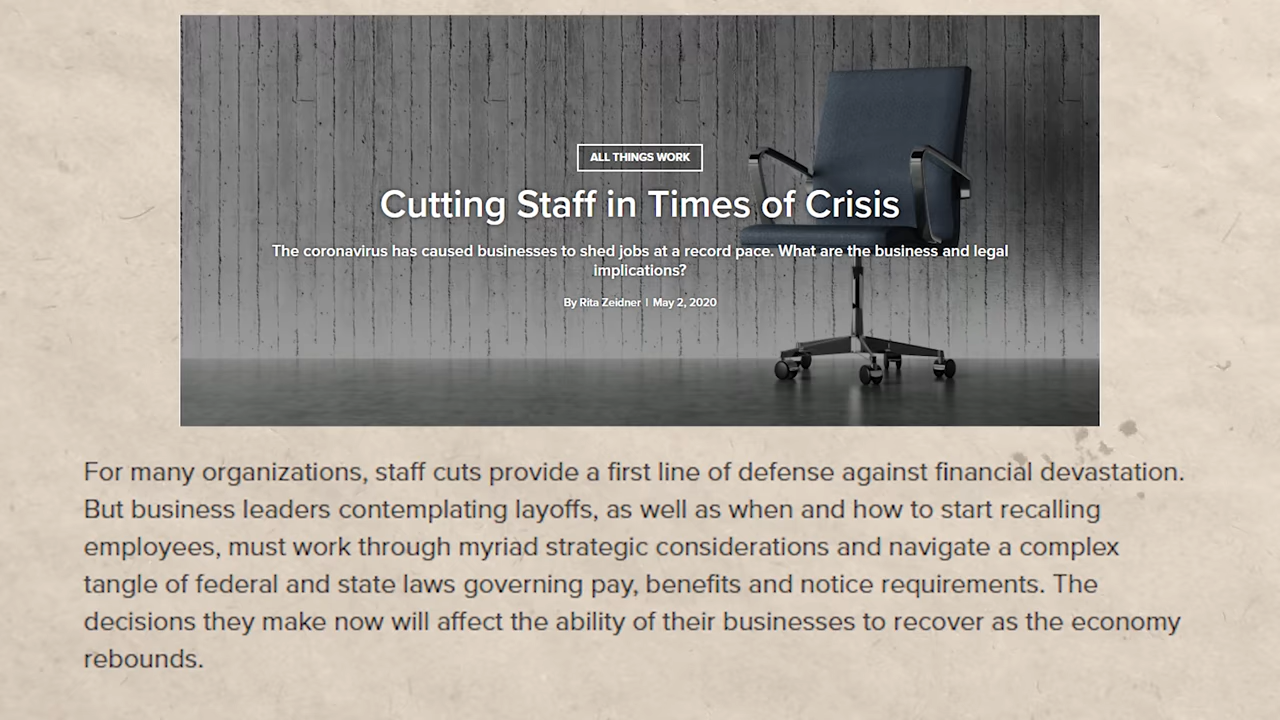 ALL THINGS WORK
Cutting Staff in Times of Crisis
The coronavirus has caused businesses to shed jobs at a record pace. What are the business and legal
implications?
By Rita Zeidner | May 2, 2020
For many organizations, staff cuts provide a first line of defense against financial devastation.
But business leaders contemplating layoffs, as well as when and how to start recalling
employees, must work through myriad strategic considerations and navigate a complex
tangle of federal and state laws governing pay, benefits and notice requirements. The
decisions they make now will affect the ability of their businesses to recover as the economy
rebounds.